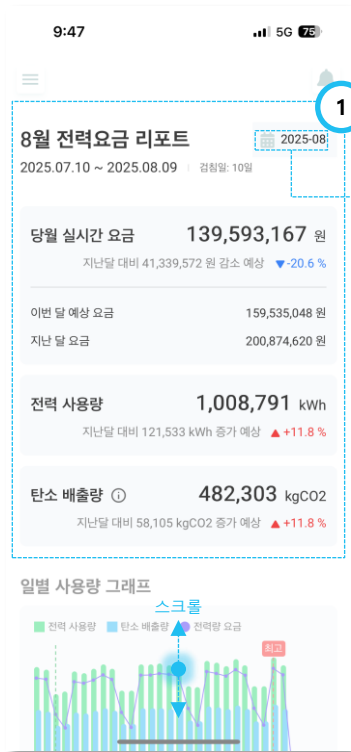 9:47 5G 75
1
8월 전력요금 리포트 2025-08
2025.07.10 ~ 2025.08.09 검침일: 10일
당월 실시간 요금 139,593,167 원
지난달 대비 41,339,572 원 감소 예상 ▼-20.6 %
이번 달 예상 요금 159,535,048 원
지난 달 요금 200,874,620 원
전력 사용량 1,008,791 kWh
지난달 대비 121,533 kWh 증가 예상 ▲ +11.8 %
탄소 배출량 ⓘ 482,303 kgCO2
지난달 대비 58,105 kgCO2 증가 예상 ▲ +11.8 %
일별 사용량 그래프
스크롤
전력 사용량 탄소 배출량 전력량 요금
최고